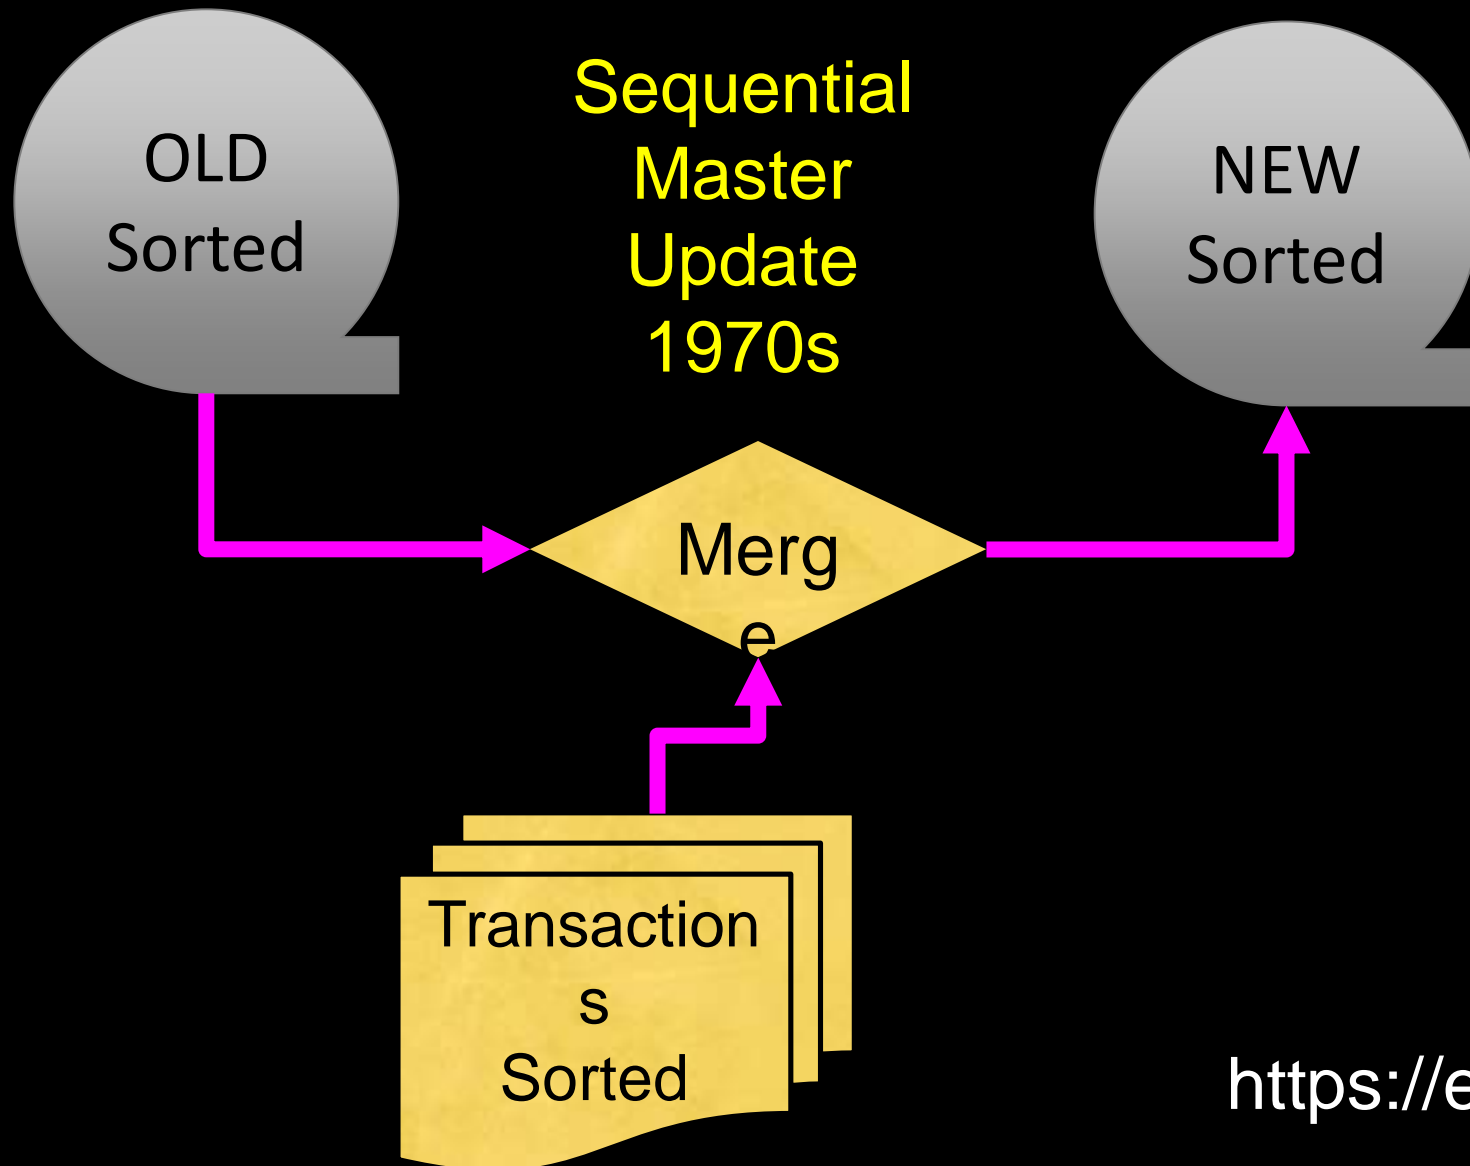 OLD
Sorted
Sequential
Master
Update
1970s
NEW
Sorted
Merg
e
Transaction
s
Sorted
https://e